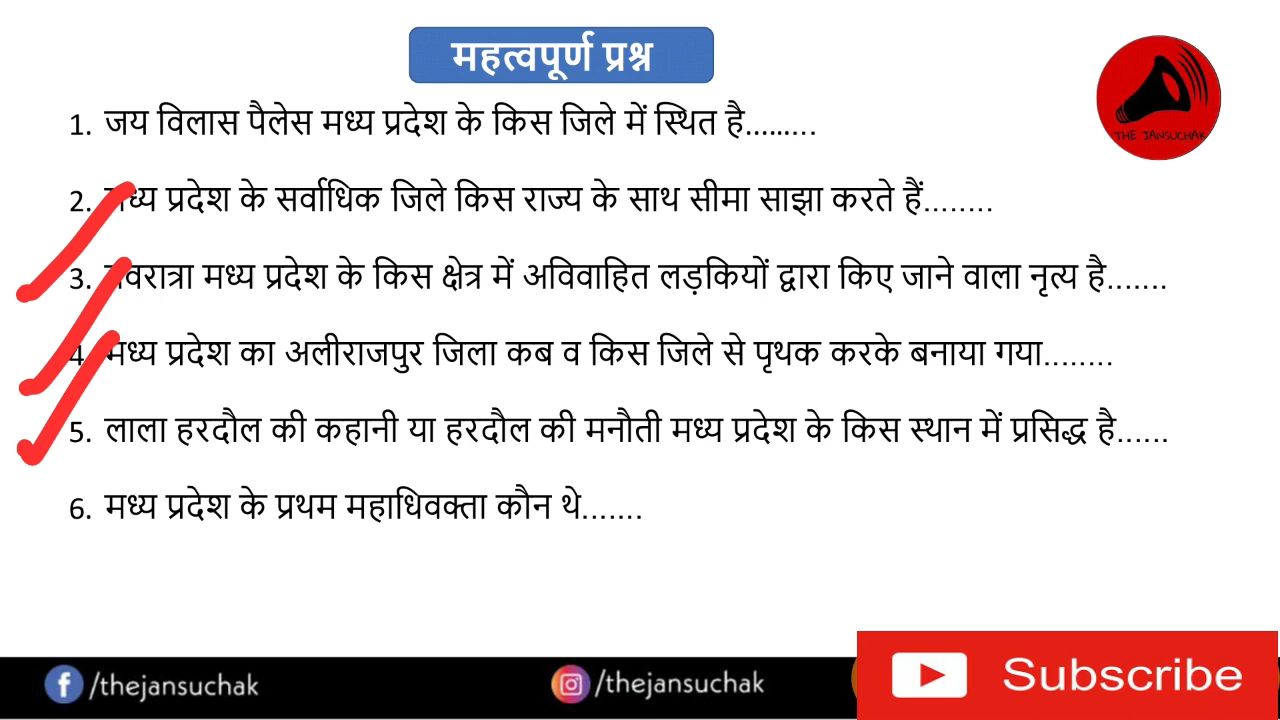 महत्वपूर्ण प्रश्न
THE JANSUCHAK
1. जय विलास पैलेस मध्य प्रदेश के किस जिले में स्थित है.........
2. मध्य प्रदेश के सर्वाधिक जिले किस राज्य के साथ सीमा साझा करते हैं........
3. नवरात्रा मध्य प्रदेश के किस क्षेत्र में अविवाहित लड़कियों द्वारा किए जाने वाला नृत्य है.......
4. मध्य प्रदेश का अलीराजपुर जिला कब व किस जिले से पृथक करके बनाया गया........
5. लाला हरदौल की कहानी या हरदौल की मनौती मध्य प्रदेश के किस स्थान में प्रसिद्ध है......
6. मध्य प्रदेश के प्रथम महाधिवक्ता कौन थे.......
/thejansuchak
/thejansuchak
Subscribe